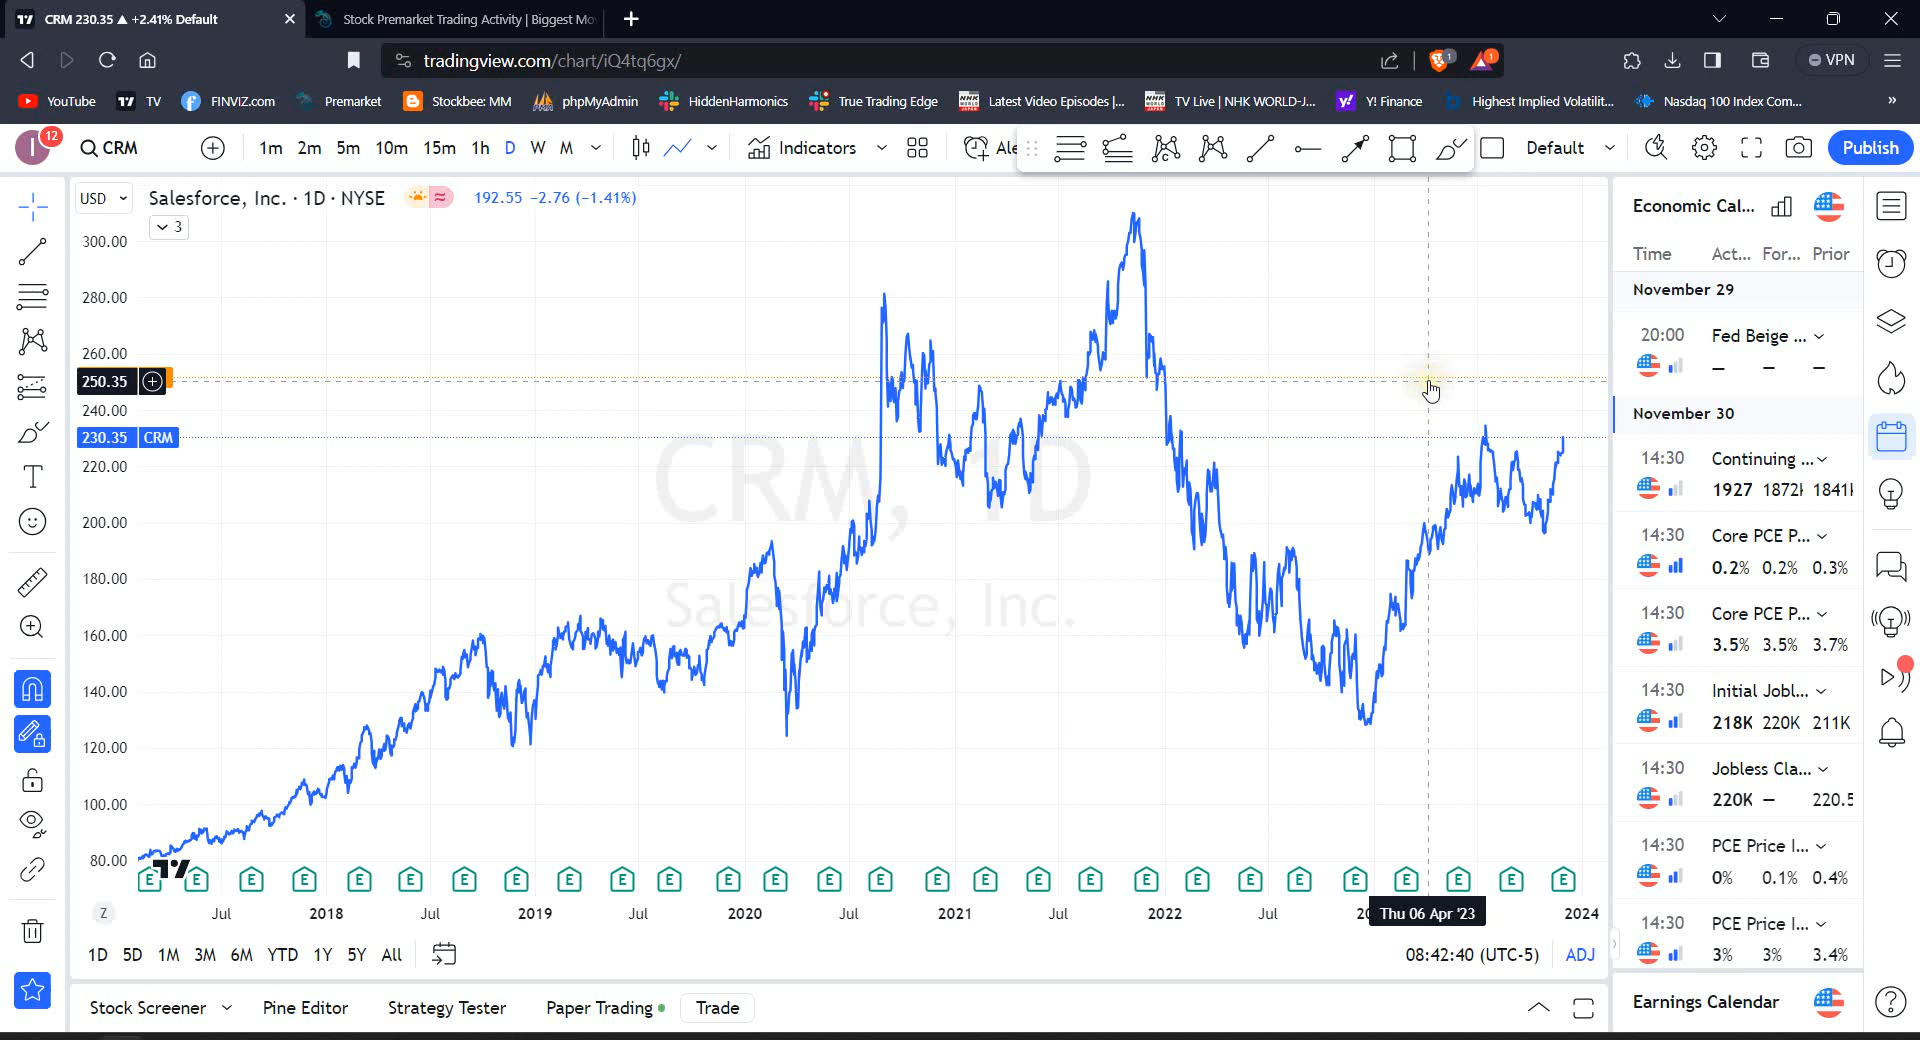 CRM 230.35 ▲ +2.41% Default
Stock Premarket Trading Activity | Biggest Mo
tradingview.com/chart/iQ4tq6gx/
1
1
VPN
YouTube
TV
FINVIZ.com
Premarket
Stockbee: MM
phpMyAdmin
HiddenHarmonics
True Trading Edge
Latest Video Episodes |...
TV Live | NHK WORLD-J...
Y! Finance
Highest Implied Volatilit...
Nasdaq 100 Index Com...
»
I
12
CRM
1m 2m 5m 10m 15m 1h D W M
Indicators
Ale
Default
Publish
USD
Salesforce, Inc. · 1D · NYSE
192.55 −2.76 (−1.41%)
3
300.00
280.00
260.00
250.35
240.00
230.35 CRM
220.00
200.00
180.00
160.00
140.00
120.00
100.00
80.00
CRM, 1D
Salesforce, Inc.
E E E E E E E E E E E E E E E E E E E E E E E E E E E E
Z
Jul 2018 Jul 2019 Jul 2020 Jul 2021 Jul 2022 Jul 20 Thu 06 Apr '23 2024
1D 5D 1M 3M 6M YTD 1Y 5Y All
08:42:40 (UTC-5)
ADJ
Stock Screener
Pine Editor
Strategy Tester
Paper Trading
Trade
Economic Cal...
Time Act... For... Prior
November 29
20:00 Fed Beige ...
— — —
November 30
14:30 Continuing ...
1927 1872K 1841K
14:30 Core PCE P...
0.2% 0.2% 0.3%
14:30 Core PCE P...
3.5% 3.5% 3.7%
14:30 Initial Jobl...
218K 220K 211K
14:30 Jobless Cla...
220K — 220.5
14:30 PCE Price I...
0% 0.1% 0.4%
14:30 PCE Price I...
3% 3% 3.4%
Earnings Calendar